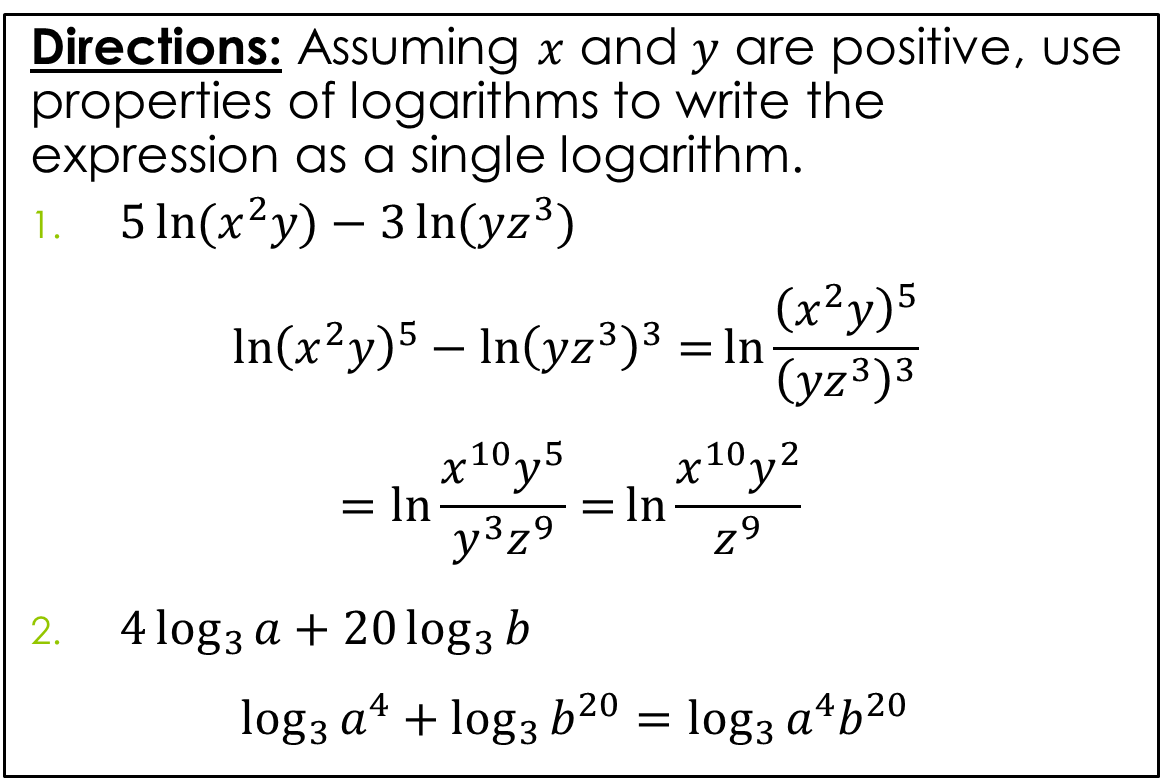 Directions: Assuming x and y are positive, use
properties of logarithms to write the
expression as a single logarithm.
1. 5 ln(x²y) − 3 ln(yz³)
ln(x²y)⁵ − ln(yz³)³ = ln (x²y)⁵/(yz³)³
= ln x¹⁰y⁵/y³z⁹ = ln x¹⁰y²/z⁹
2. 4 log₃ a + 20 log₃ b
log₃ a⁴ + log₃ b²⁰ = log₃ a⁴b²⁰